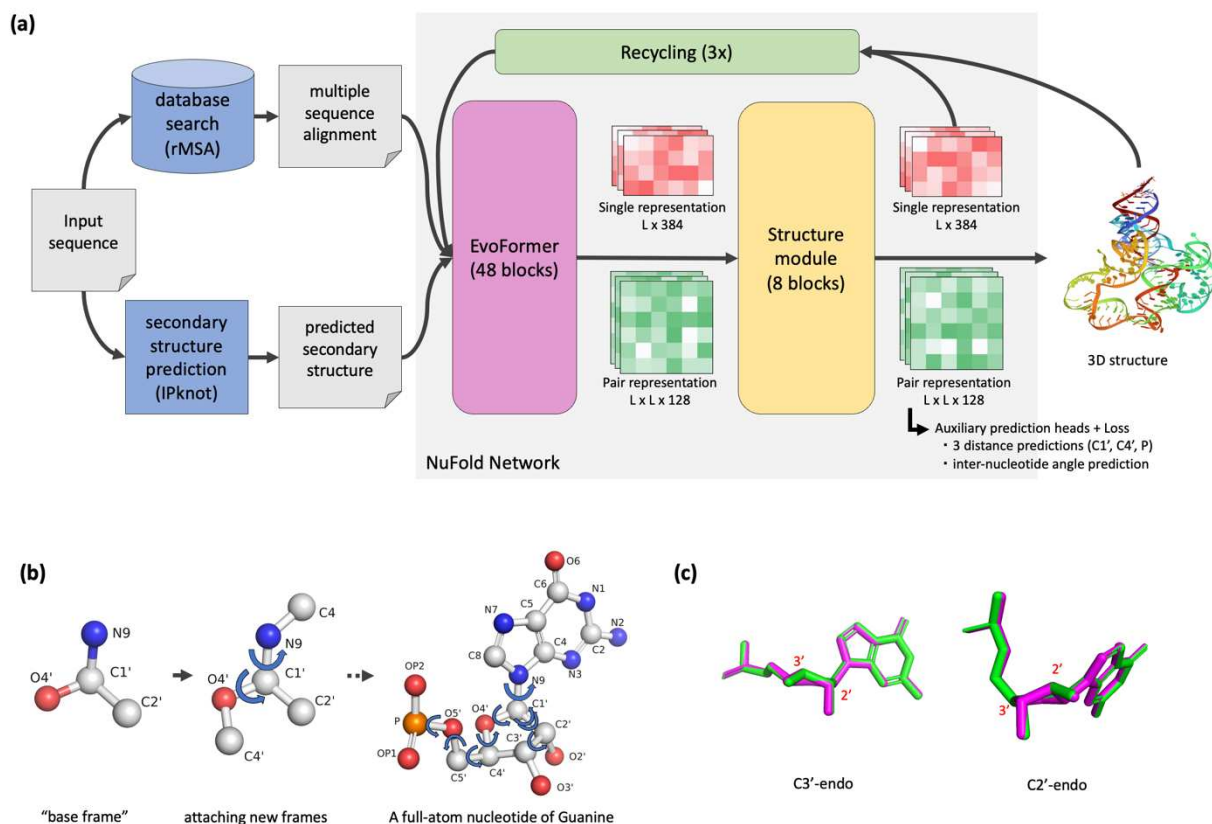 (a)
Recycling (3x)
database
search
(rMSA)
multiple
sequence
alignment
Input
sequence
secondary
structure
prediction
(IPknot)
predicted
secondary
structure
EvoFormer
(48 blocks)
Single representation
L x 384
Pair representation
L x L x 128
Structure
module
(8 blocks)
Single representation
L x 384
Pair representation
L x L x 128
3D structure
Auxiliary prediction heads + Loss
・3 distance predictions (C1', C4', P)
・inter-nucleotide angle prediction
NuFold Network
(b)
N9
O4'
C1'
C2'
"base frame"
C4
N9
O4'
C1'
C2'
C4'
attaching new frames
O6
C6
N1
N7
C5
N2
C4
C2
C8
N3
OP2
N9
P
O5'
O4'
C1'
C2'
OP1
C3'
C5'
C4'
O2'
O3'
A full-atom nucleotide of Guanine
(c)
3'
2'
C3'-endo
2'
3'
C2'-endo